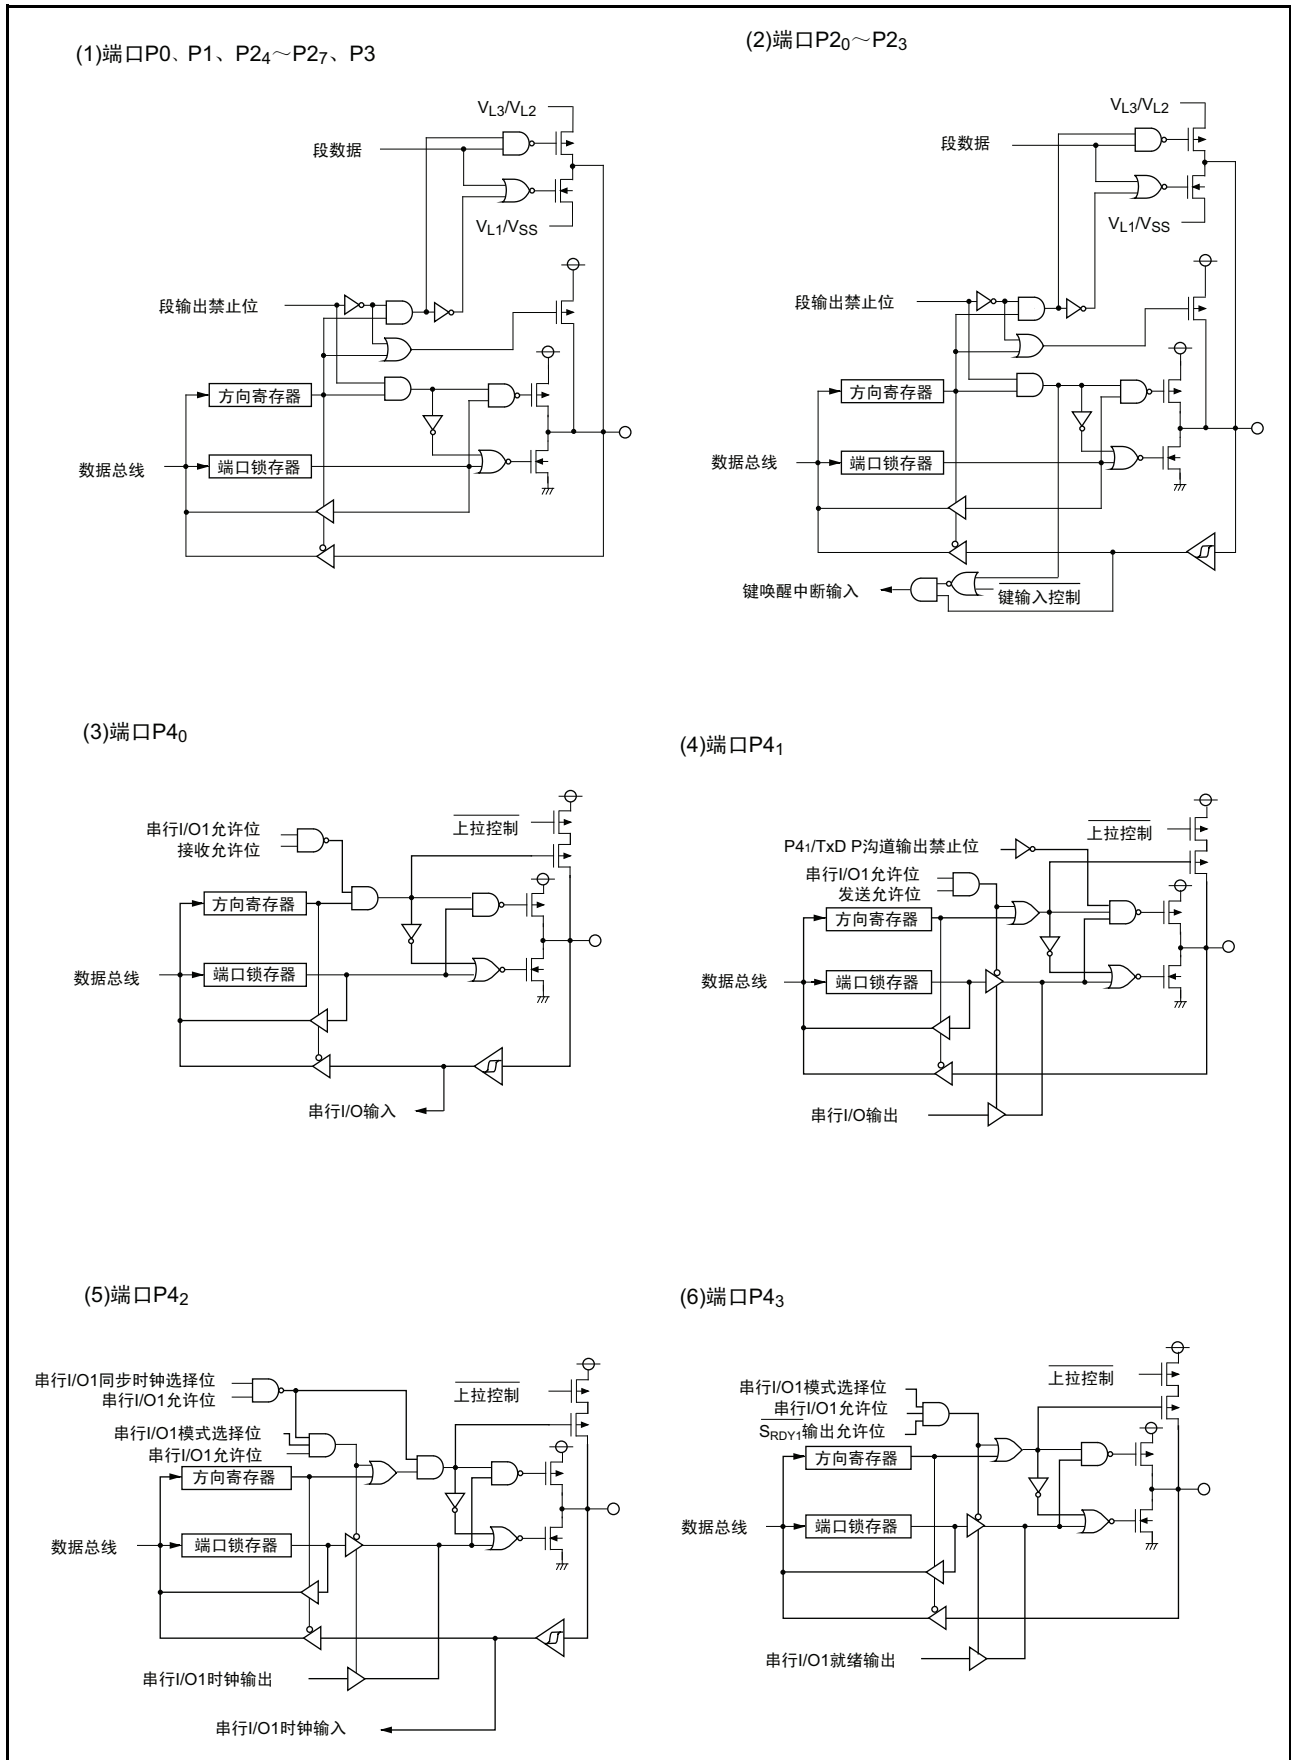 (1)端口P0、P1、P24～P27、P3
VL3/VL2
段数据
VL1/VSS
段输出禁止位
方向寄存器
数据总线
端口锁存器
(2)端口P20～P23
VL3/VL2
段数据
VL1/VSS
段输出禁止位
方向寄存器
数据总线
端口锁存器
键唤醒中断输入
键输入控制
(3)端口P40
串行I/O1允许位
接收允许位
上拉控制
方向寄存器
数据总线
端口锁存器
串行I/O输入
(4)端口P41
上拉控制
P41/TxD P沟道输出禁止位
串行I/O1允许位
发送允许位
方向寄存器
数据总线
端口锁存器
串行I/O输出
(5)端口P42
串行I/O1同步时钟选择位
串行I/O1允许位
上拉控制
串行I/O1模式选择位
串行I/O1允许位
方向寄存器
数据总线
端口锁存器
串行I/O1时钟输出
串行I/O1时钟输入
(6)端口P43
上拉控制
串行I/O1模式选择位
串行I/O1允许位
SRDY1输出允许位
方向寄存器
数据总线
端口锁存器
串行I/O1就绪输出